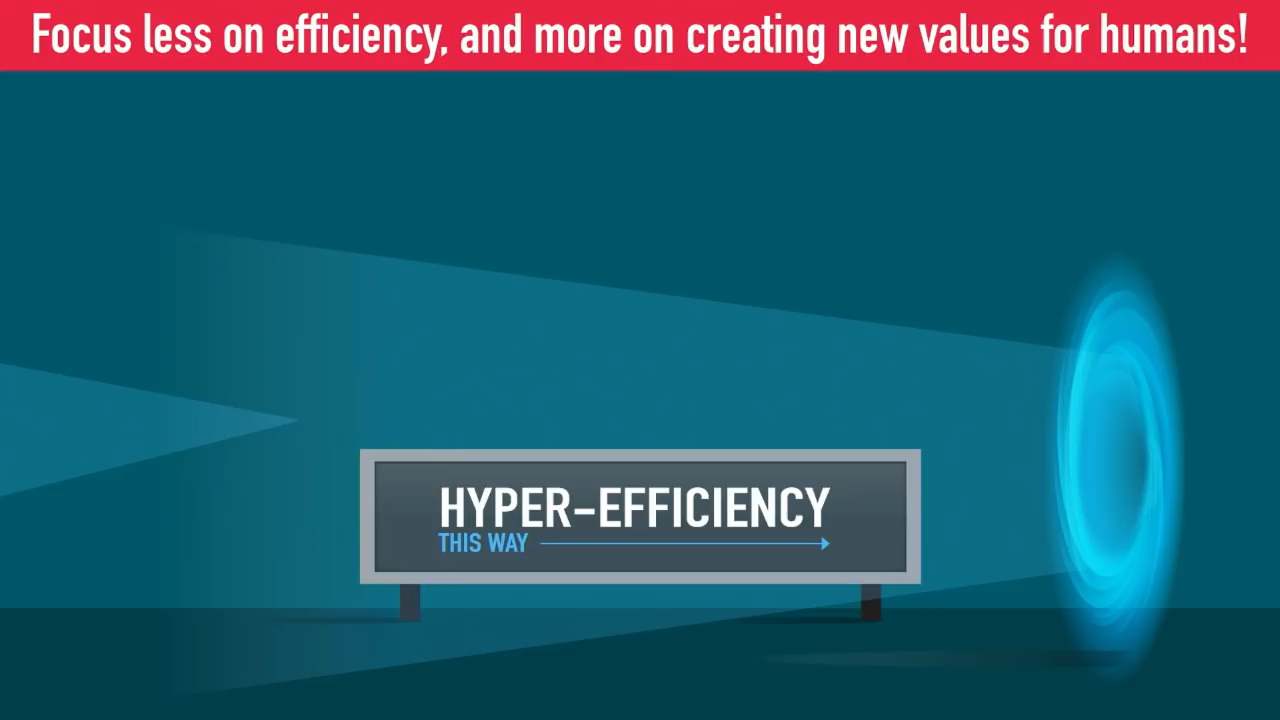 Focus less on efficiency, and more on creating new values for humans!
HYPER-EFFICIENCY
THIS WAY